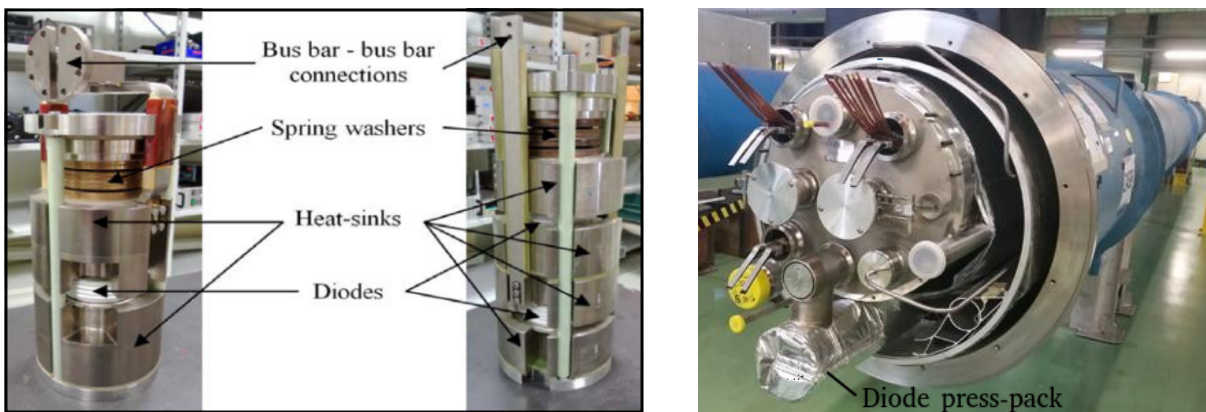 Bus bar - bus bar
connections
Spring washers
Heat-sinks
Diodes
Diode press-pack